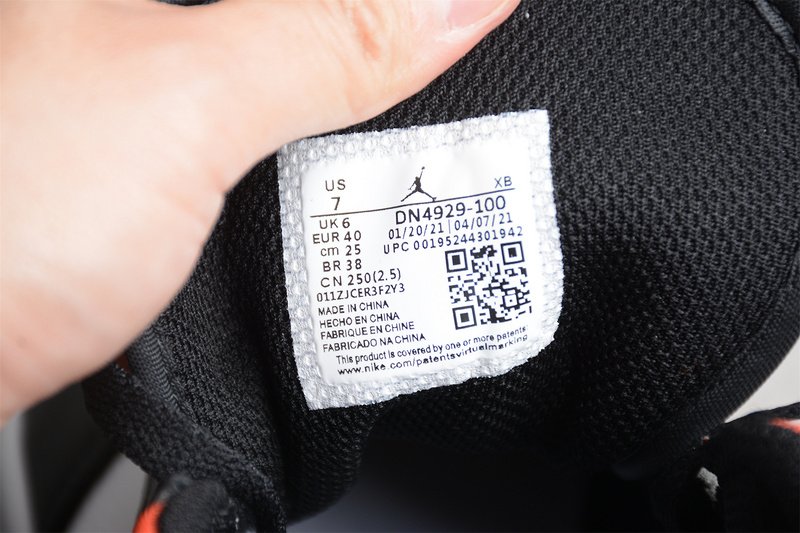 US
7
XB
UK 6
DN4929-100
EUR 40
01/20/21 | 04/07/21
cm 25
UPC 00195244301942
BR 38
CN 250(2.5)
011ZJCER3F2Y3
MADE IN CHINA
HECHO EN CHINA
FABRIQUE EN CHINE
FABRICADO NA CHINA
This product is covered by one or more patents
www.nike.com/patentsvirtualmarking